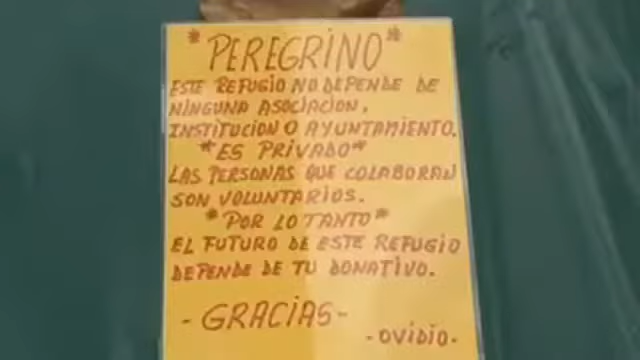 *PEREGRINO*
ESTE REFUGIO NO DEPENDE DE
NINGUNA ASOCIACION,
INSTITUCION O AYUNTAMIENTO.
*ES PRIVADO*
LAS PERSONAS QUE COLABORAN
SON VOLUNTARIOS.
*POR LO TANTO*
EL FUTURO DE ESTE REFUGIO
DEPENDE DE TU DONATIVO.
-GRACIAS-
-OVIDIO-